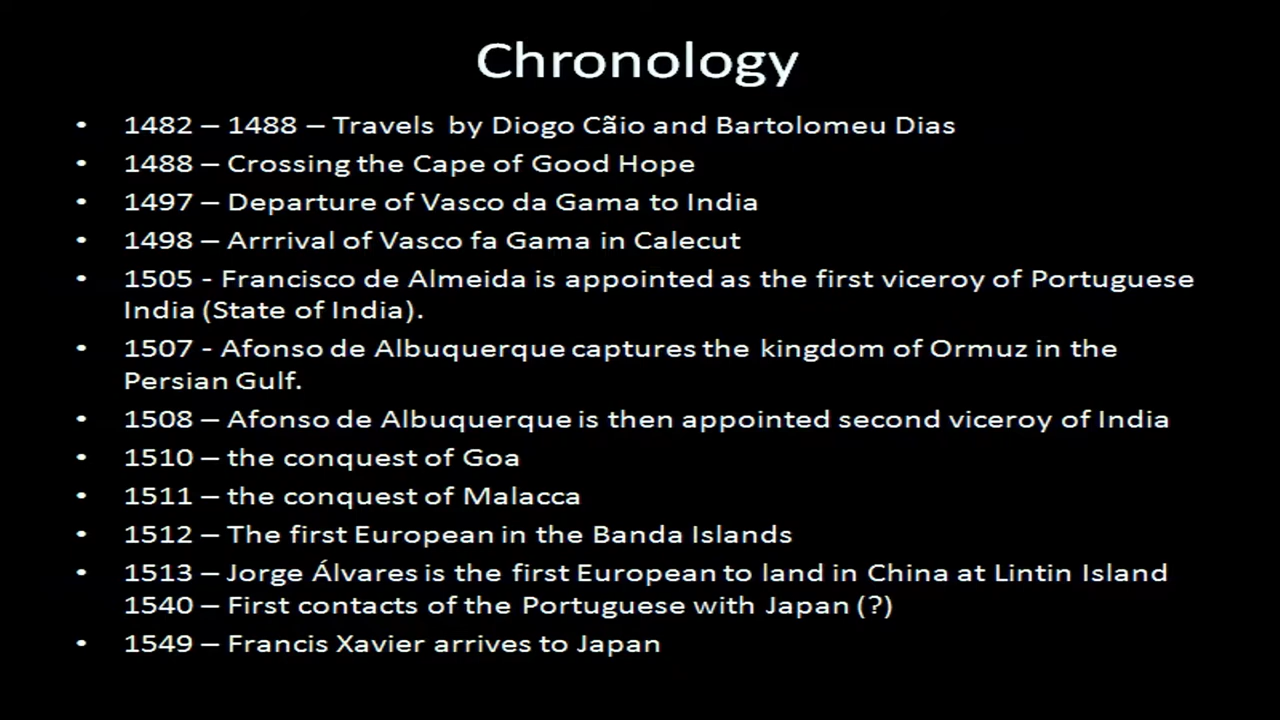 Chronology
• 1482 – 1488 – Travels by Diogo Cãio and Bartolomeu Dias
• 1488 – Crossing the Cape of Good Hope
• 1497 – Departure of Vasco da Gama to India
• 1498 – Arrrival of Vasco fa Gama in Calecut
• 1505 - Francisco de Almeida is appointed as the first viceroy of Portuguese
India (State of India).
• 1507 - Afonso de Albuquerque captures the kingdom of Ormuz in the
Persian Gulf.
• 1508 – Afonso de Albuquerque is then appointed second viceroy of India
• 1510 – the conquest of Goa
• 1511 – the conquest of Malacca
• 1512 – The first European in the Banda Islands
• 1513 – Jorge Álvares is the first European to land in China at Lintin Island
1540 – First contacts of the Portuguese with Japan (?)
• 1549 – Francis Xavier arrives to Japan